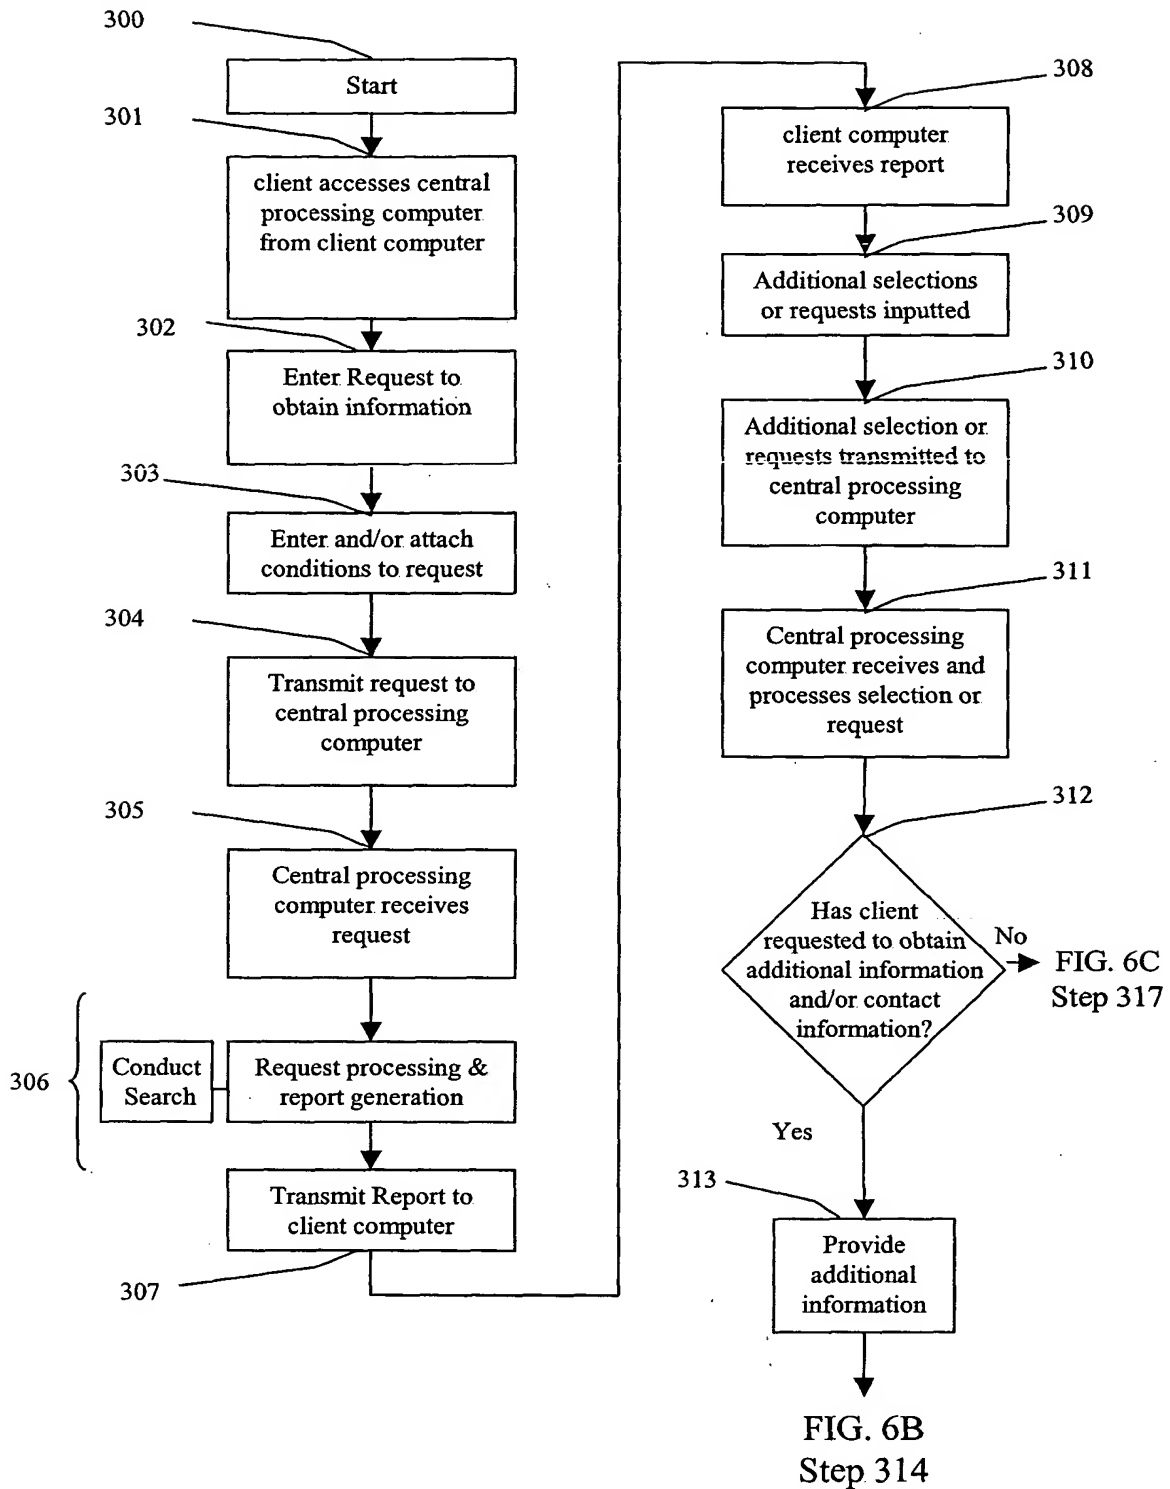 300
Start
301
client accesses central
processing computer
from client computer
302
Enter Request to
obtain information
303
Enter and/or attach
conditions to request
304
Transmit request to
central processing
computer
305
Central processing
computer receives
request
306
Conduct
Search
Request processing &
report generation
Transmit Report to
client computer
307
308
client computer
receives report
309
Additional selections
or requests inputted
310
Additional selection or
requests transmitted to
central processing
computer
311
Central processing
computer receives and
processes selection or
request
312
Has client
requested to obtain
additional information
and/or contact
information?
No
FIG. 6C
Step 317
Yes
313
Provide
additional
information
FIG. 6B
Step 314